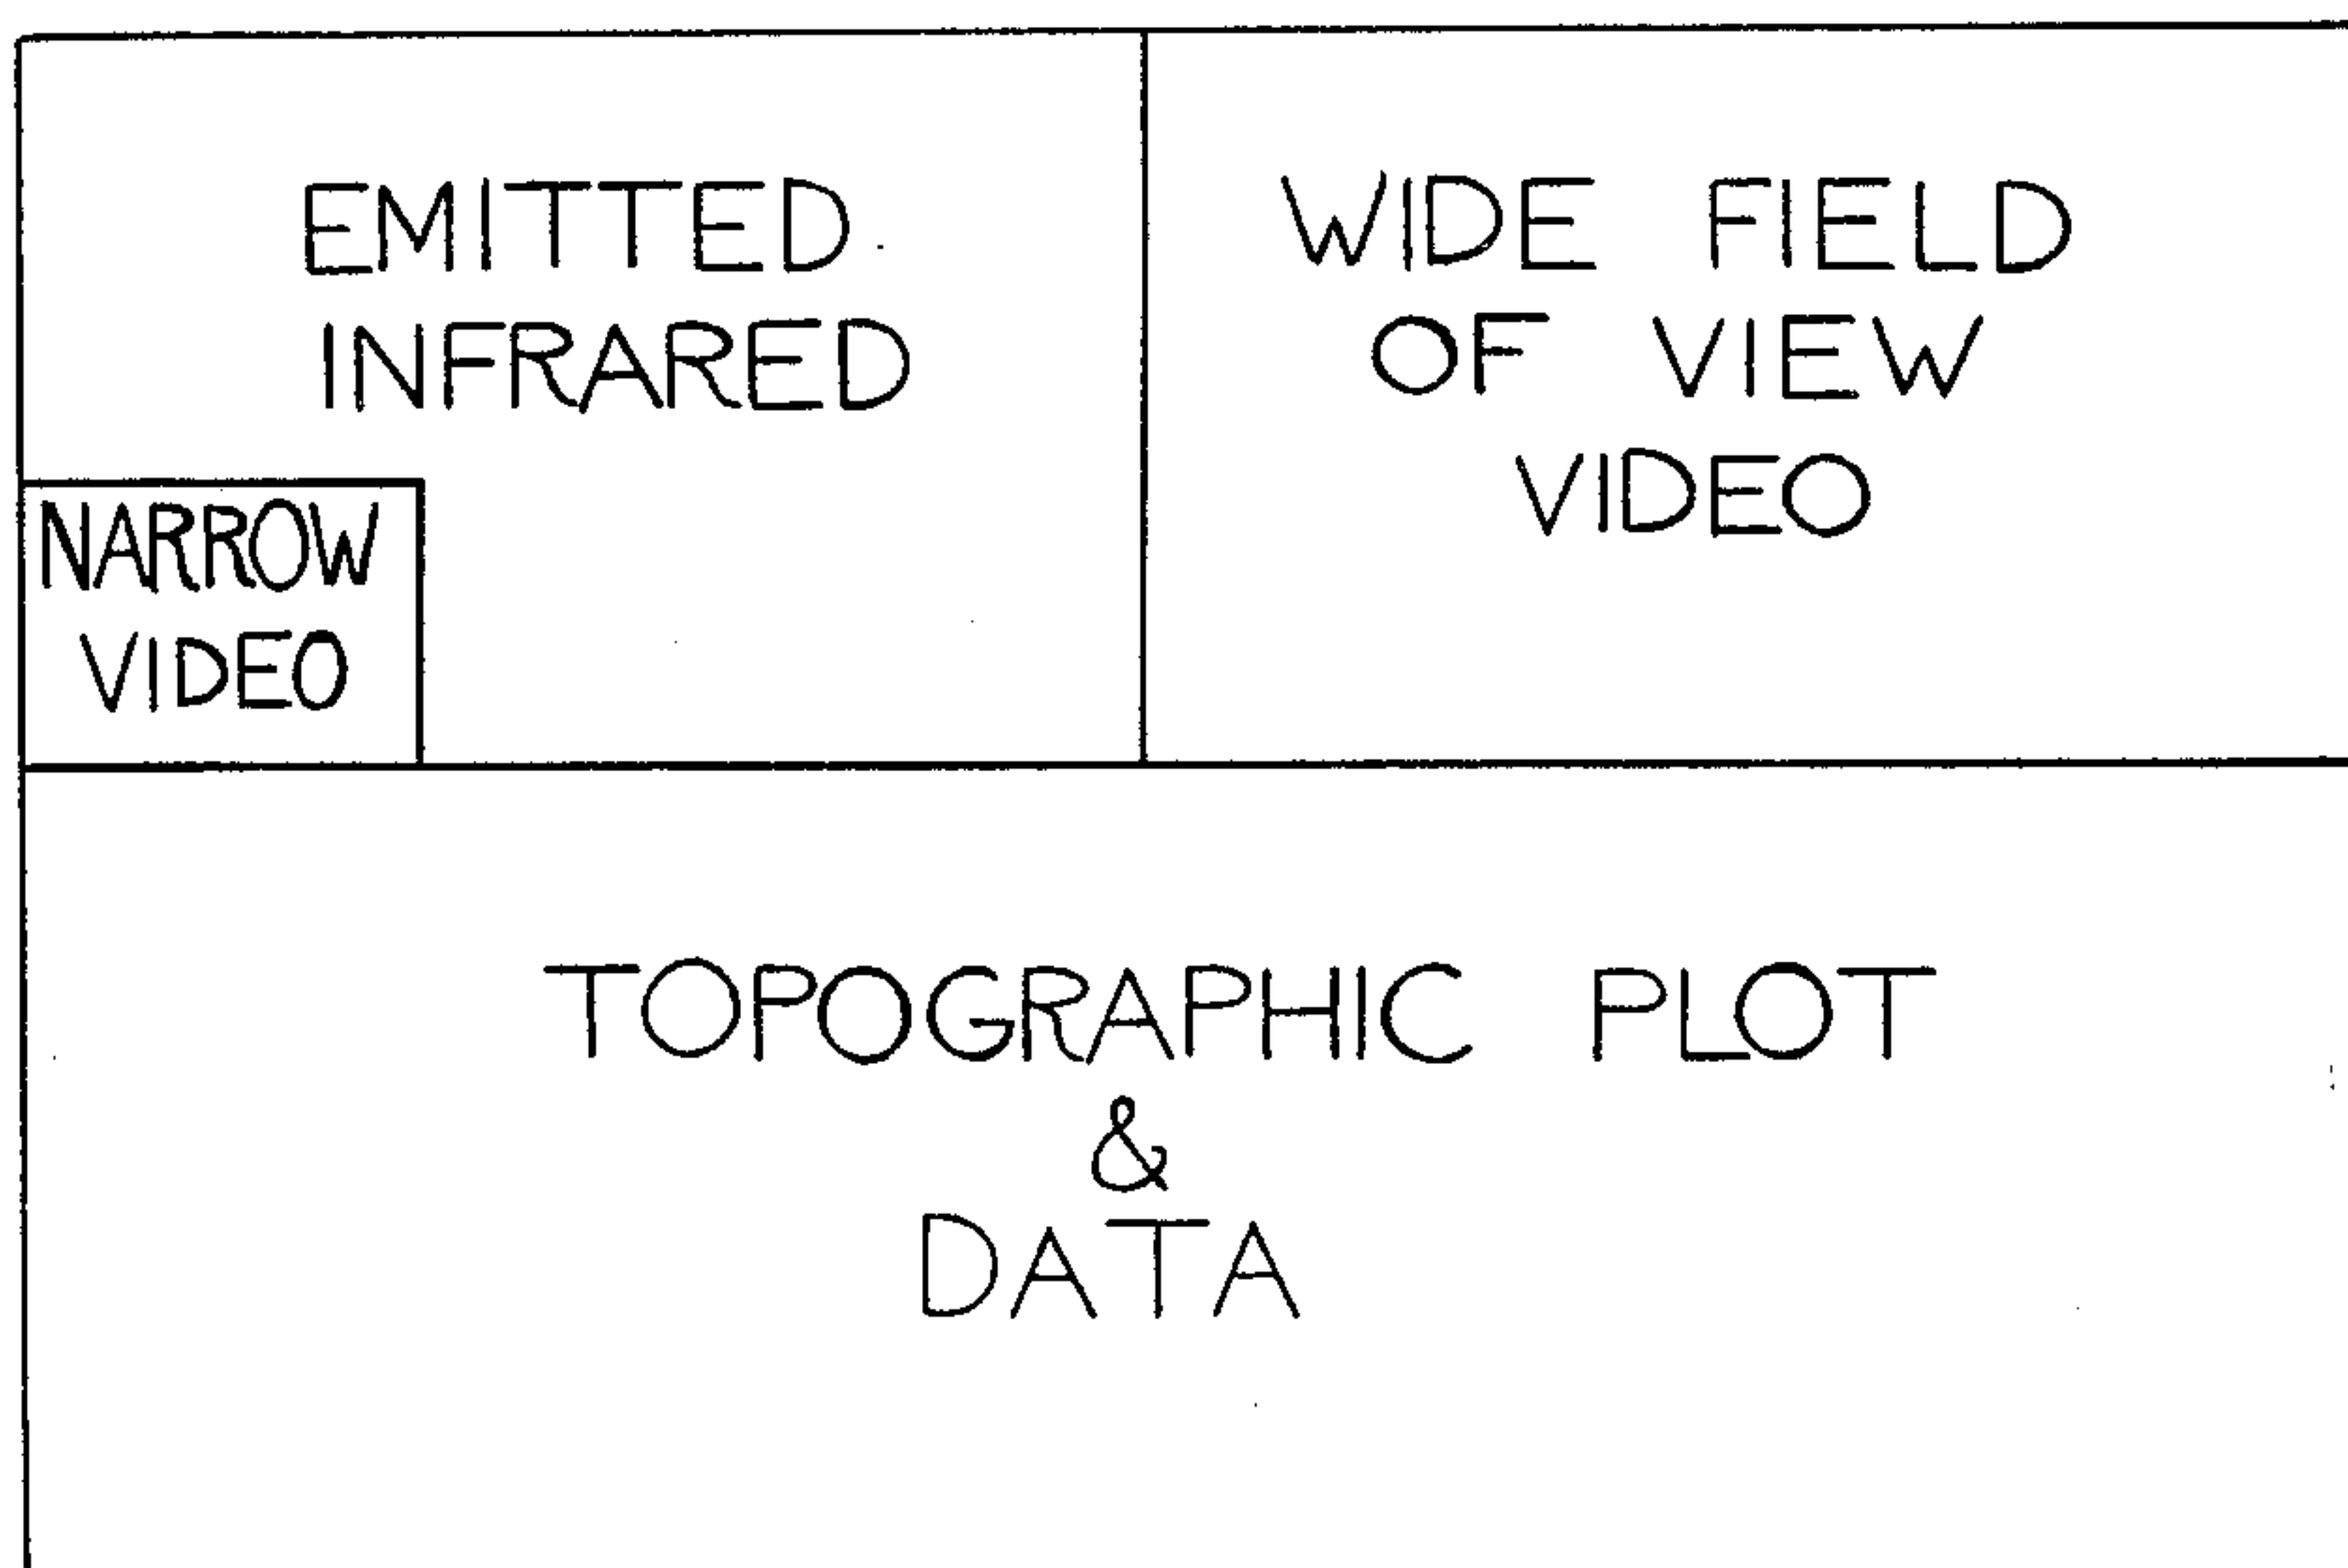 EMITTED
INFRARED
WIDE FIELD
OF VIEW
VIDEO
NARROW
VIDEO
TOPOGRAPHIC PLOT
&
DATA